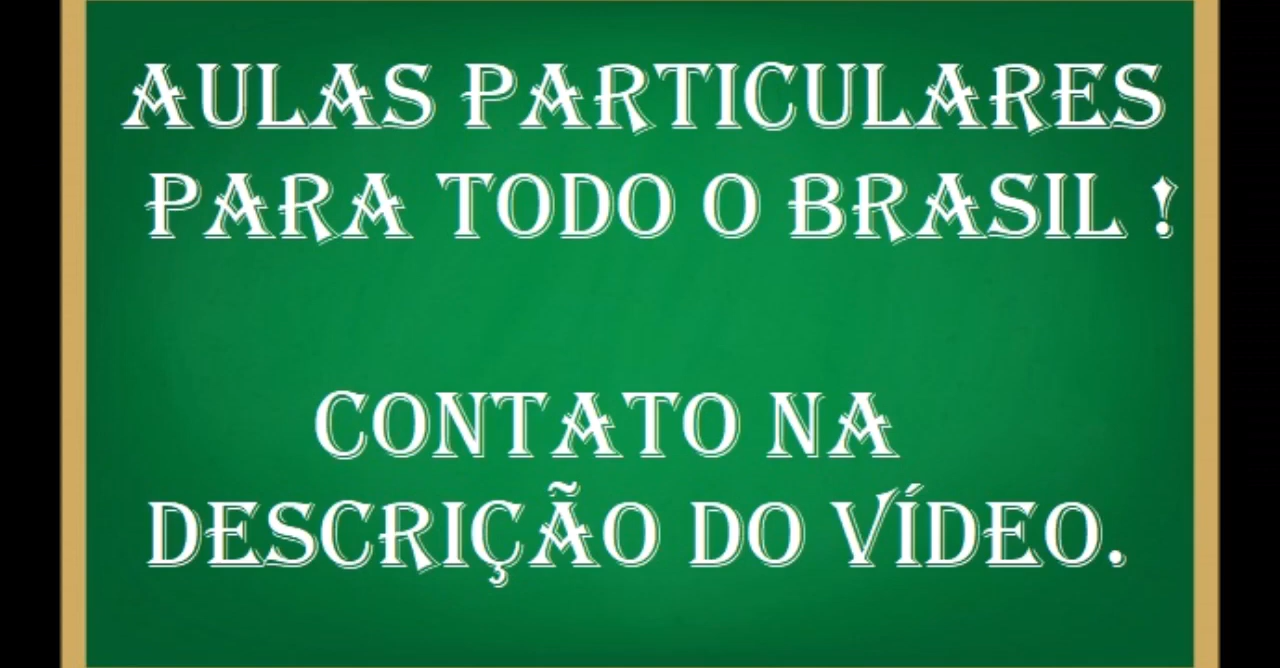 AULAS PARTICULARES
PARA TODO O BRASIL !
CONTATO NA
DESCRIÇÃO DO VÍDEO.